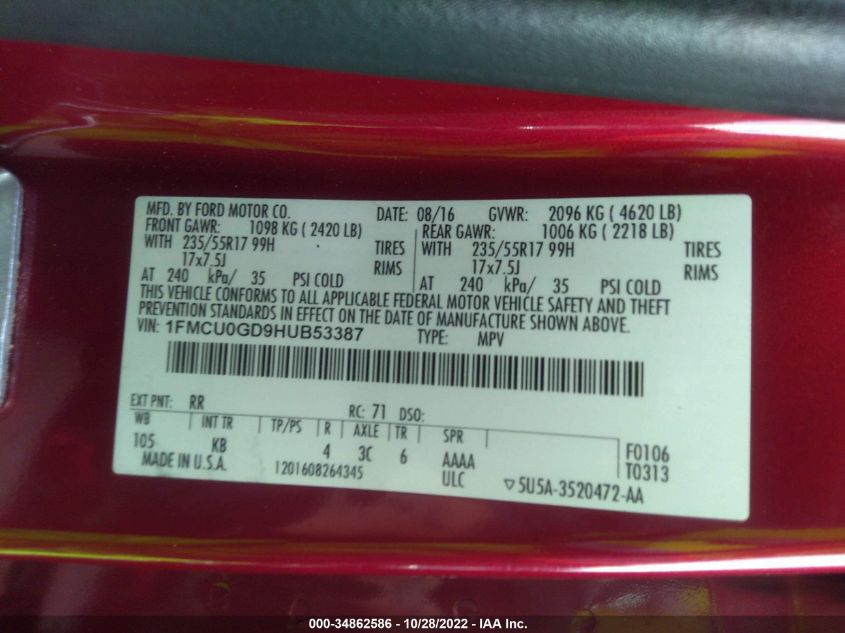 MFD. BY FORD MOTOR CO. DATE: 08/16 GVWR: 2096 KG ( 4620 LB)
FRONT GAWR: 1098 KG ( 2420 LB) REAR GAWR: 1006 KG ( 2218 LB)
WITH 235/55R17 99H TIRES WITH 235/55R17 99H TIRES
17x7.5J RIMS 17x7.5J RIMS
AT 240 kPa/ 35 PSI COLD AT 240 kPa/ 35 PSI COLD
THIS VEHICLE CONFORMS TO ALL APPLICABLE FEDERAL MOTOR VEHICLE SAFETY AND THEFT
PREVENTION STANDARDS IN EFFECT ON THE DATE OF MANUFACTURE SHOWN ABOVE.
VIN: 1FMCU0GD9HUB53387 TYPE: MPV
EXT PNT: RR RC: 71 DSO:
WB INT TR TP/PS R AXLE TR SPR
105 KB 4 3C 6 AAAA F0106
MADE IN U.S.A. 1201608264345 ULC T0313
5U5A-3520472-AA
000-34862586 - 10/28/2022 - IAA Inc.